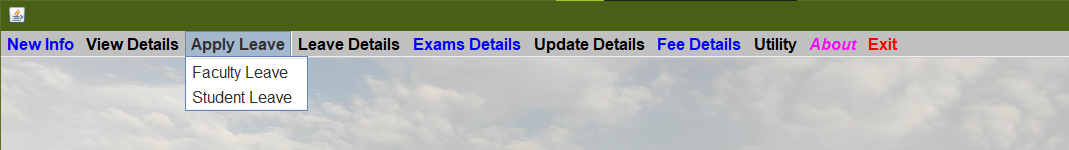 New Info View Details Apply Leave Leave Details Exams Details Update Details Fee Details Utility About Exit
Faculty Leave
Student Leave